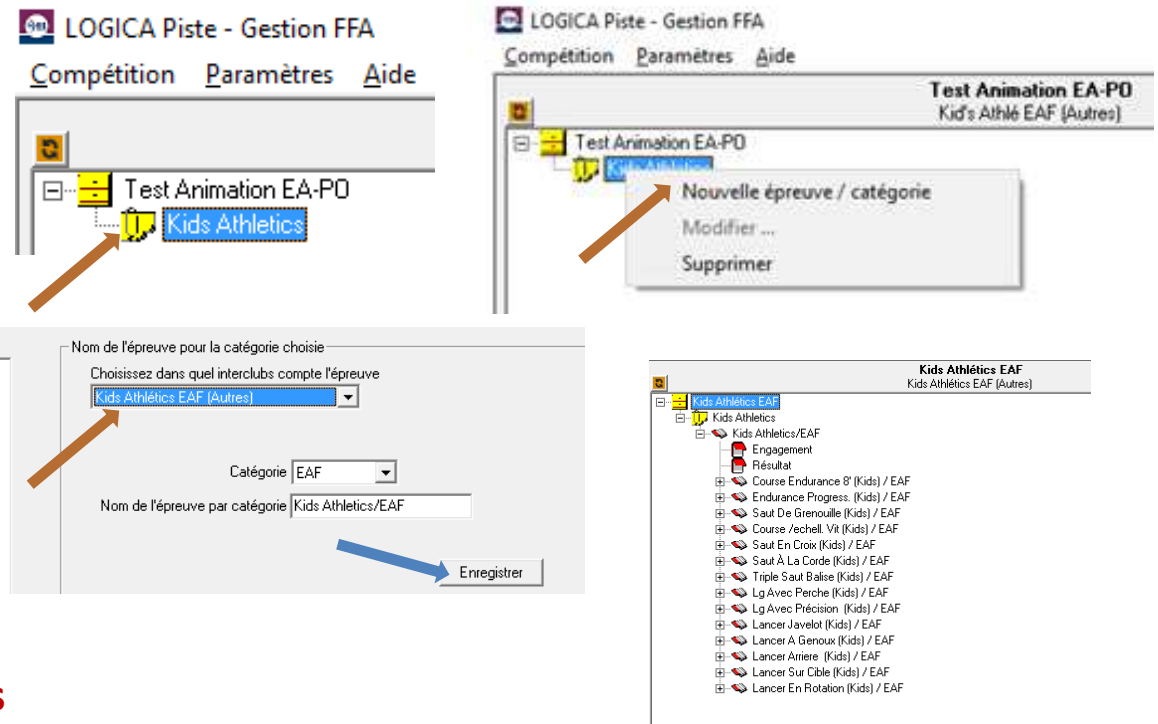 LOGICA Piste - Gestion FFA
Compétition Paramètres Aide
Test Animation EA-PO
Kids Athletics
LOGICA Piste - Gestion FFA
Compétition Paramètres Aide
Test Animation EA-PO
Kid's Athlé EAF (Autres)
Test Animation EA-PO
Kids Athletics
Nouvelle épreuve / catégorie
Modifier ...
Supprimer
Nom de l'épreuve pour la catégorie choisie
Choisissez dans quel interclubs compte l'épreuve
Kids Athlétics EAF (Autres)
Catégorie EAF
Nom de l'épreuve par catégorie Kids Athletics/EAF
Enregistrer
Kids Athlétics EAF
Kids Athlétics EAF (Autres)
Kids Athlétics EAF
Kids Athletics
Kids Athletics/EAF
Engagement
Résultat
Course Endurance 8' (Kids) / EAF
Endurance Progress. (Kids) / EAF
Saut De Grenouille (Kids) / EAF
Course /echell. Vit (Kids) / EAF
Saut En Croix (Kids) / EAF
Saut À La Corde (Kids) / EAF
Triple Saut Balise (Kids) / EAF
Lg Avec Perche (Kids) / EAF
Lg Avec Précision (Kids) / EAF
Lancer Javelot (Kids) / EAF
Lancer A Genoux (Kids) / EAF
Lancer Arriere (Kids) / EAF
Lancer Sur Cible (Kids) / EAF
Lancer En Rotation (Kids) / EAF
s